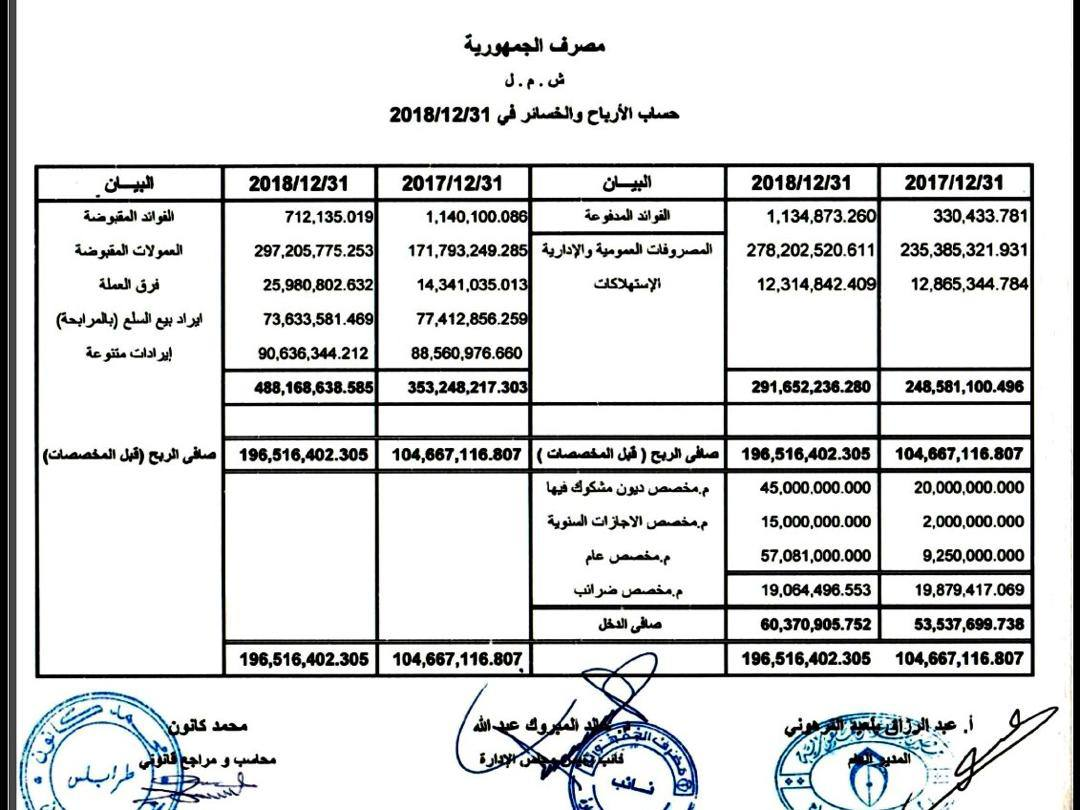 مصرف الجمهورية
ش . م . ل
حساب الأرباح والخسائر في 2018/12/31
البيـــان 2018/12/31 2017/12/31 البيـــان 2018/12/31 2017/12/31
الفوائد المقبوضة 712,135.019 1,140,100.086 الفوائد المدفوعة 1,134,873.260 330,433.781
العمولات المقبوضة 297,205,775.253 171,793,249.285 المصروفات العمومية والإدارية 278,202,520.611 235,385,321.931
فرق العملة 25,980,802.632 14,341,035.013 الإستهلاكات 12,314,842.409 12,865,344.784
ايراد بيع السلع (بالمرابحة) 73,633,581.469 77,412,856.259
إيرادات متنوعة 90,636,344.212 88,560,976.660
488,168,638.585 353,248,217.303 291,652,236.280 248,581,100.496
صافى الربح (قبل المخصصات) 196,516,402.305 104,667,116.807 صافى الربح ( قبل المخصصات ) 196,516,402.305 104,667,116.807
م.مخصص ديون مشكوك فيها 45,000,000.000 20,000,000.000
م.مخصص الاجازات السنوية 15,000,000.000 2,000,000.000
م.مخصص عام 57,081,000.000 9,250,000.000
م.مخصص ضرائب 19,064,496.553 19,879,417.069
صافى الدخل 60,370,905.752 53,537,699.738
196,516,402.305 104,667,116.807 196,516,402.305 104,667,116.807
محمد كانون المبروك عبد الله أ. عبد الرزاق
محاسب و مراجع قانوني نائب مجلس الإدارة المدير العام
طرابلس
نائب